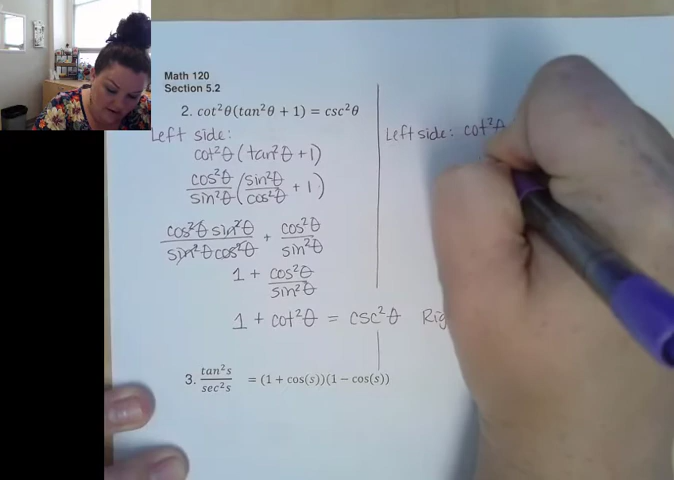 Math 120
Section 5.2
2. cot²θ(tan²θ + 1) = csc²θ
Left side:
cot²θ (tan²θ + 1)
cos²θ/sin²θ (sin²θ/cos²θ + 1)
cos²θ sin²θ/sin²θ cos²θ + cos²θ/sin²θ
1 + cos²θ/sin²θ
1 + cot²θ = csc²θ
Left side: cot²θ
3. tan²s/sec²s = (1 + cos(s))(1 − cos(s))